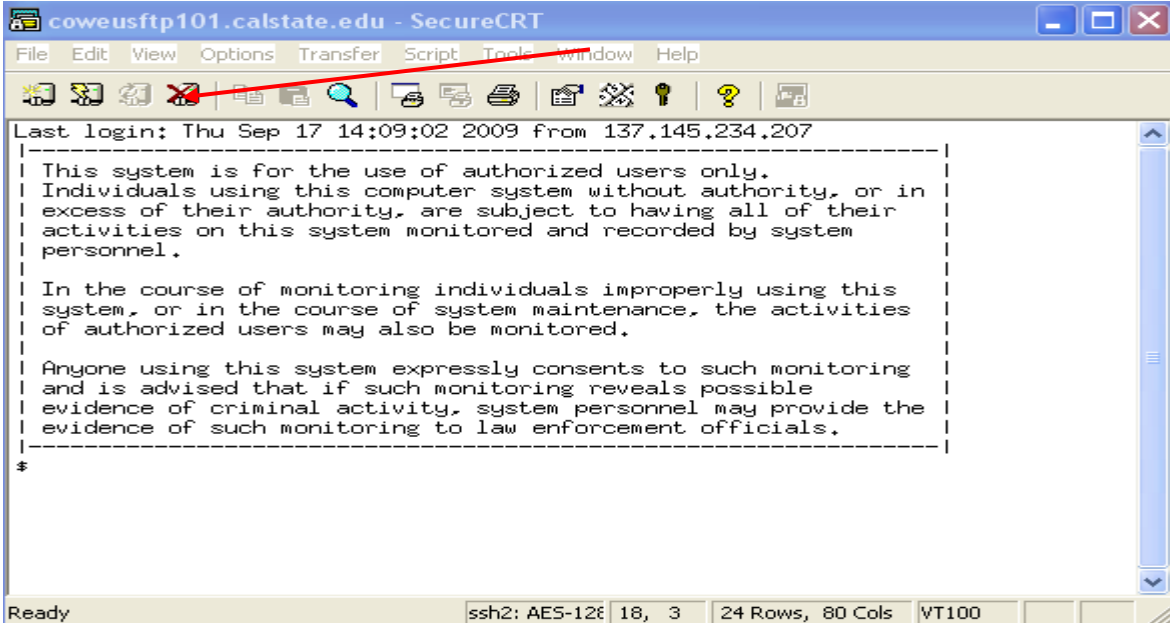 coweusftp101.calstate.edu - SecureCRT
File Edit View Options Transfer Script Tools Window Help
Last login: Thu Sep 17 14:09:02 2009 from 137.145.234.207
|-----------------------------------------------------------------|
| This system is for the use of authorized users only. |
| Individuals using this computer system without authority, or in |
| excess of their authority, are subject to having all of their |
| activities on this system monitored and recorded by system |
| personnel. |
| |
| In the course of monitoring individuals improperly using this |
| system, or in the course of system maintenance, the activities |
| of authorized users may also be monitored. |
| |
| Anyone using this system expressly consents to such monitoring |
| and is advised that if such monitoring reveals possible |
| evidence of criminal activity, system personnel may provide the |
| evidence of such monitoring to law enforcement officials. |
|-----------------------------------------------------------------|
$
Ready ssh2: AES-128 18, 3 24 Rows, 80 Cols VT100